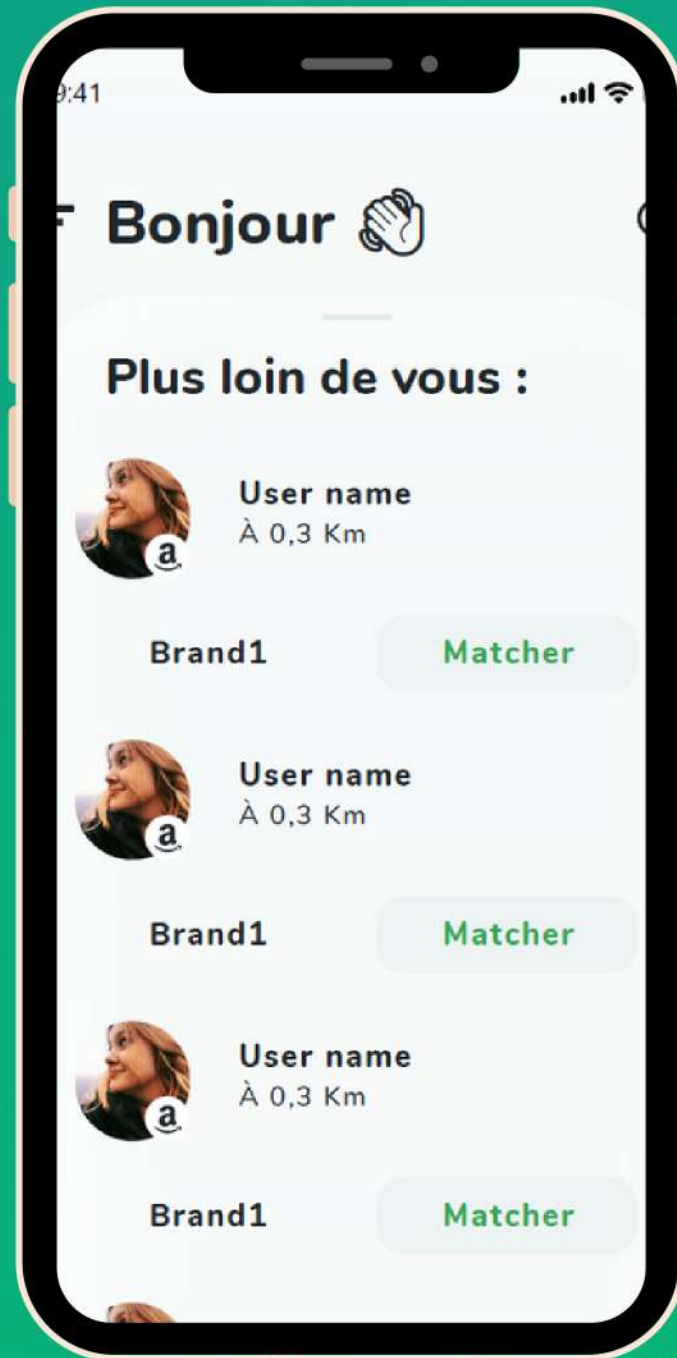 9:41
Bonjour
Plus loin de vous :
User name
À 0,3 Km
a
Brand1
Matcher
User name
À 0,3 Km
a
Brand1
Matcher
User name
À 0,3 Km
a
Brand1
Matcher